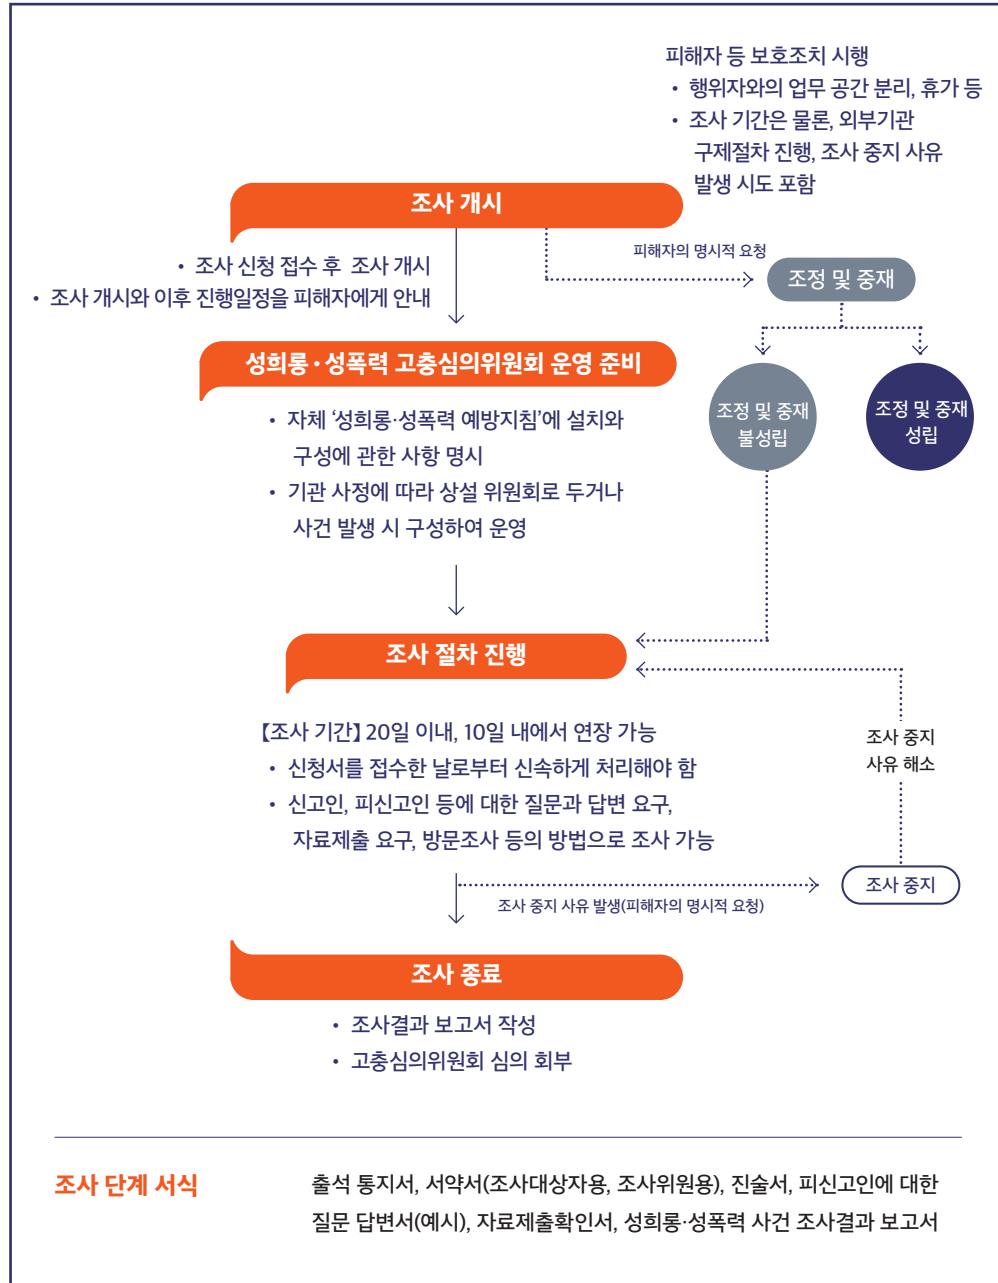 피해자 등 보호조치 시행
• 행위자와의 업무 공간 분리, 휴가 등
• 조사 기간은 물론, 외부기관
구제절차 진행, 조사 중지 사유
발생 시도 포함
조사 개시
• 조사 신청 접수 후 조사 개시
• 조사 개시와 이후 진행일정을 피해자에게 안내
피해자의 명시적 요청
조정 및 중재
성희롱·성폭력 고충심의위원회 운영 준비
• 자체 ‘성희롱·성폭력 예방지침’에 설치와
구성에 관한 사항 명시
• 기관 사정에 따라 상설 위원회로 두거나
사건 발생 시 구성하여 운영
조정 및 중재
불성립
조정 및 중재
성립
조사 절차 진행
【조사 기간】 20일 이내, 10일 내에서 연장 가능
• 신청서를 접수한 날로부터 신속하게 처리해야 함
• 신고인, 피신고인 등에 대한 질문과 답변 요구,
자료제출 요구, 방문조사 등의 방법으로 조사 가능
조사 중지
사유 해소
조사 중지
조사 중지 사유 발생(피해자의 명시적 요청)
조사 종료
• 조사결과 보고서 작성
• 고충심의위원회 심의 회부
조사 단계 서식
출석 통지서, 서약서(조사대상자용, 조사위원용), 진술서, 피신고인에 대한
질문 답변서(예시), 자료제출확인서, 성희롱·성폭력 사건 조사결과 보고서